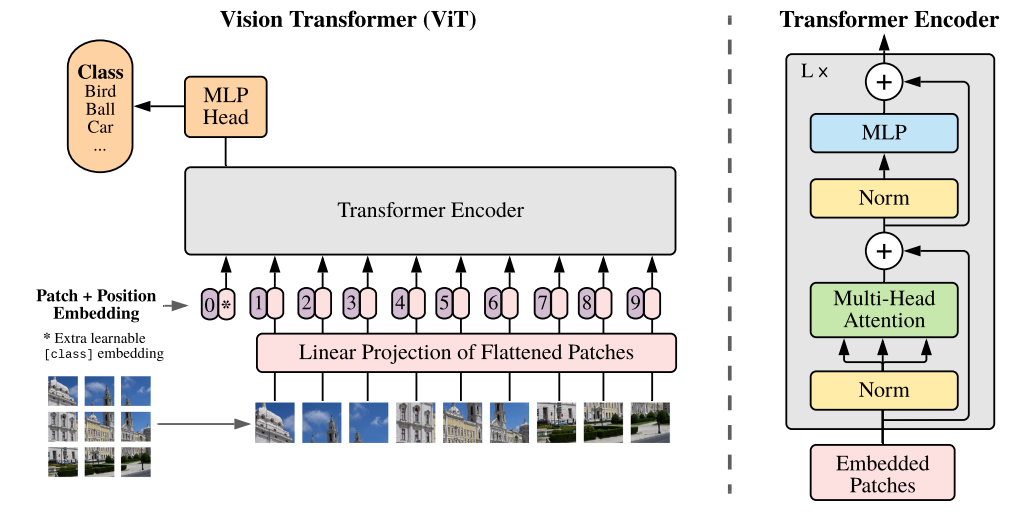 Vision Transformer (ViT)
Class
Bird
Ball
Car
...
MLP
Head
Transformer Encoder
Patch + Position
Embedding
* Extra learnable
[class] embedding
0 * 1 2 3 4 5 6 7 8 9
Linear Projection of Flattened Patches
Transformer Encoder
L ×
+
MLP
Norm
+
Multi-Head
Attention
Norm
Embedded
Patches